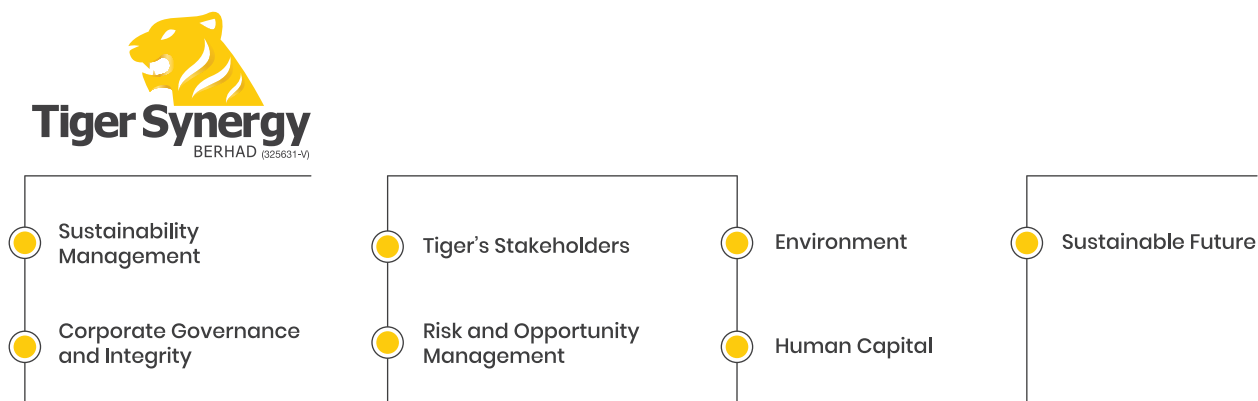 Tiger Synergy
BERHAD (325631-V)
Sustainability
Management
Corporate Governance
and Integrity
Tiger's Stakeholders
Risk and Opportunity
Management
Environment
Human Capital
Sustainable Future